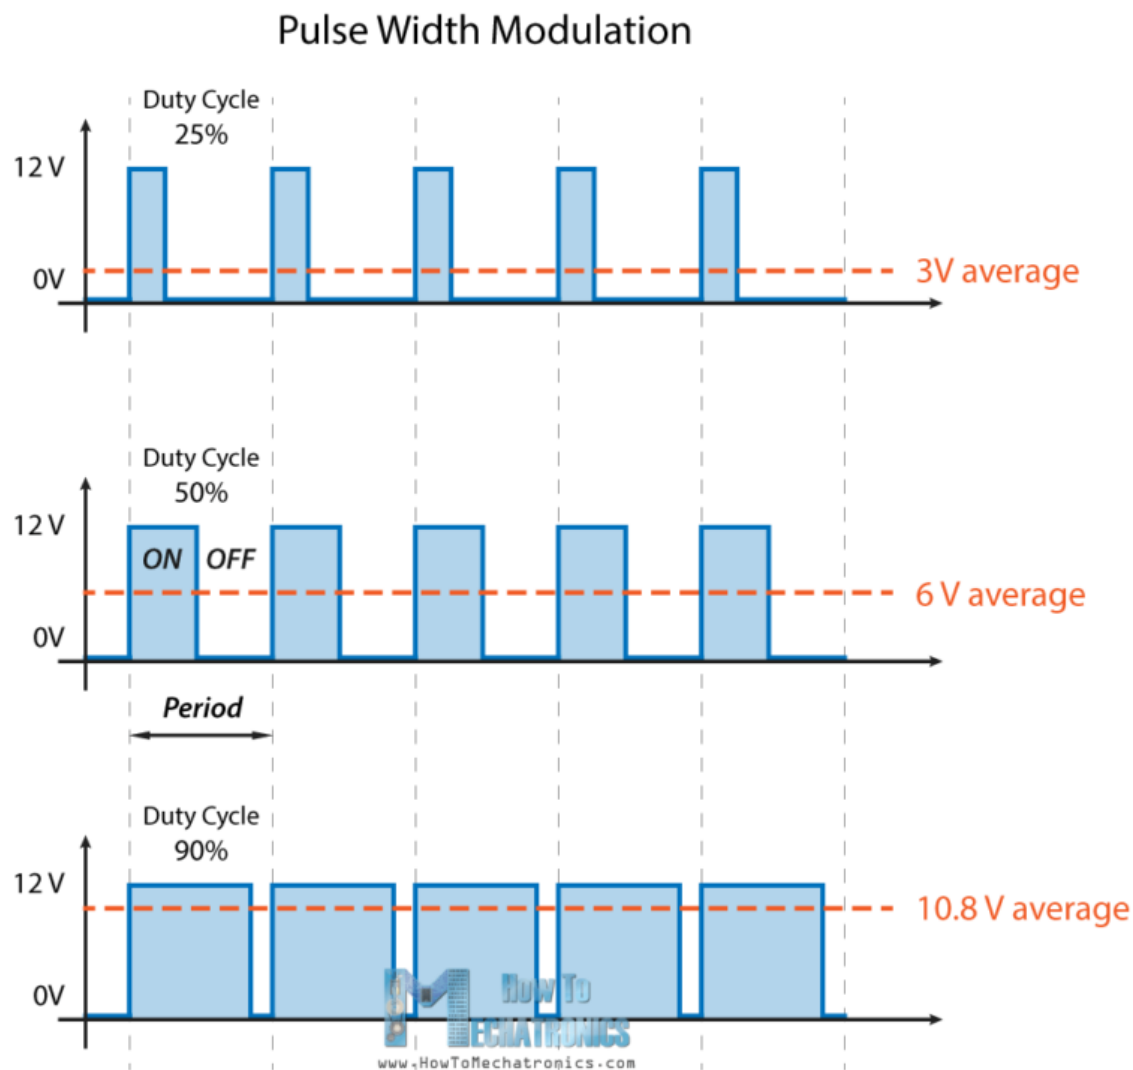 Pulse Width Modulation
Duty Cycle
25%
12 V
0V
3V average
Duty Cycle
50%
12 V
ON OFF
6 V average
0V
Period
Duty Cycle
90%
12 V
10.8 V average
0V
How To
MECHATRONICS
www.HowToMechatronics.com